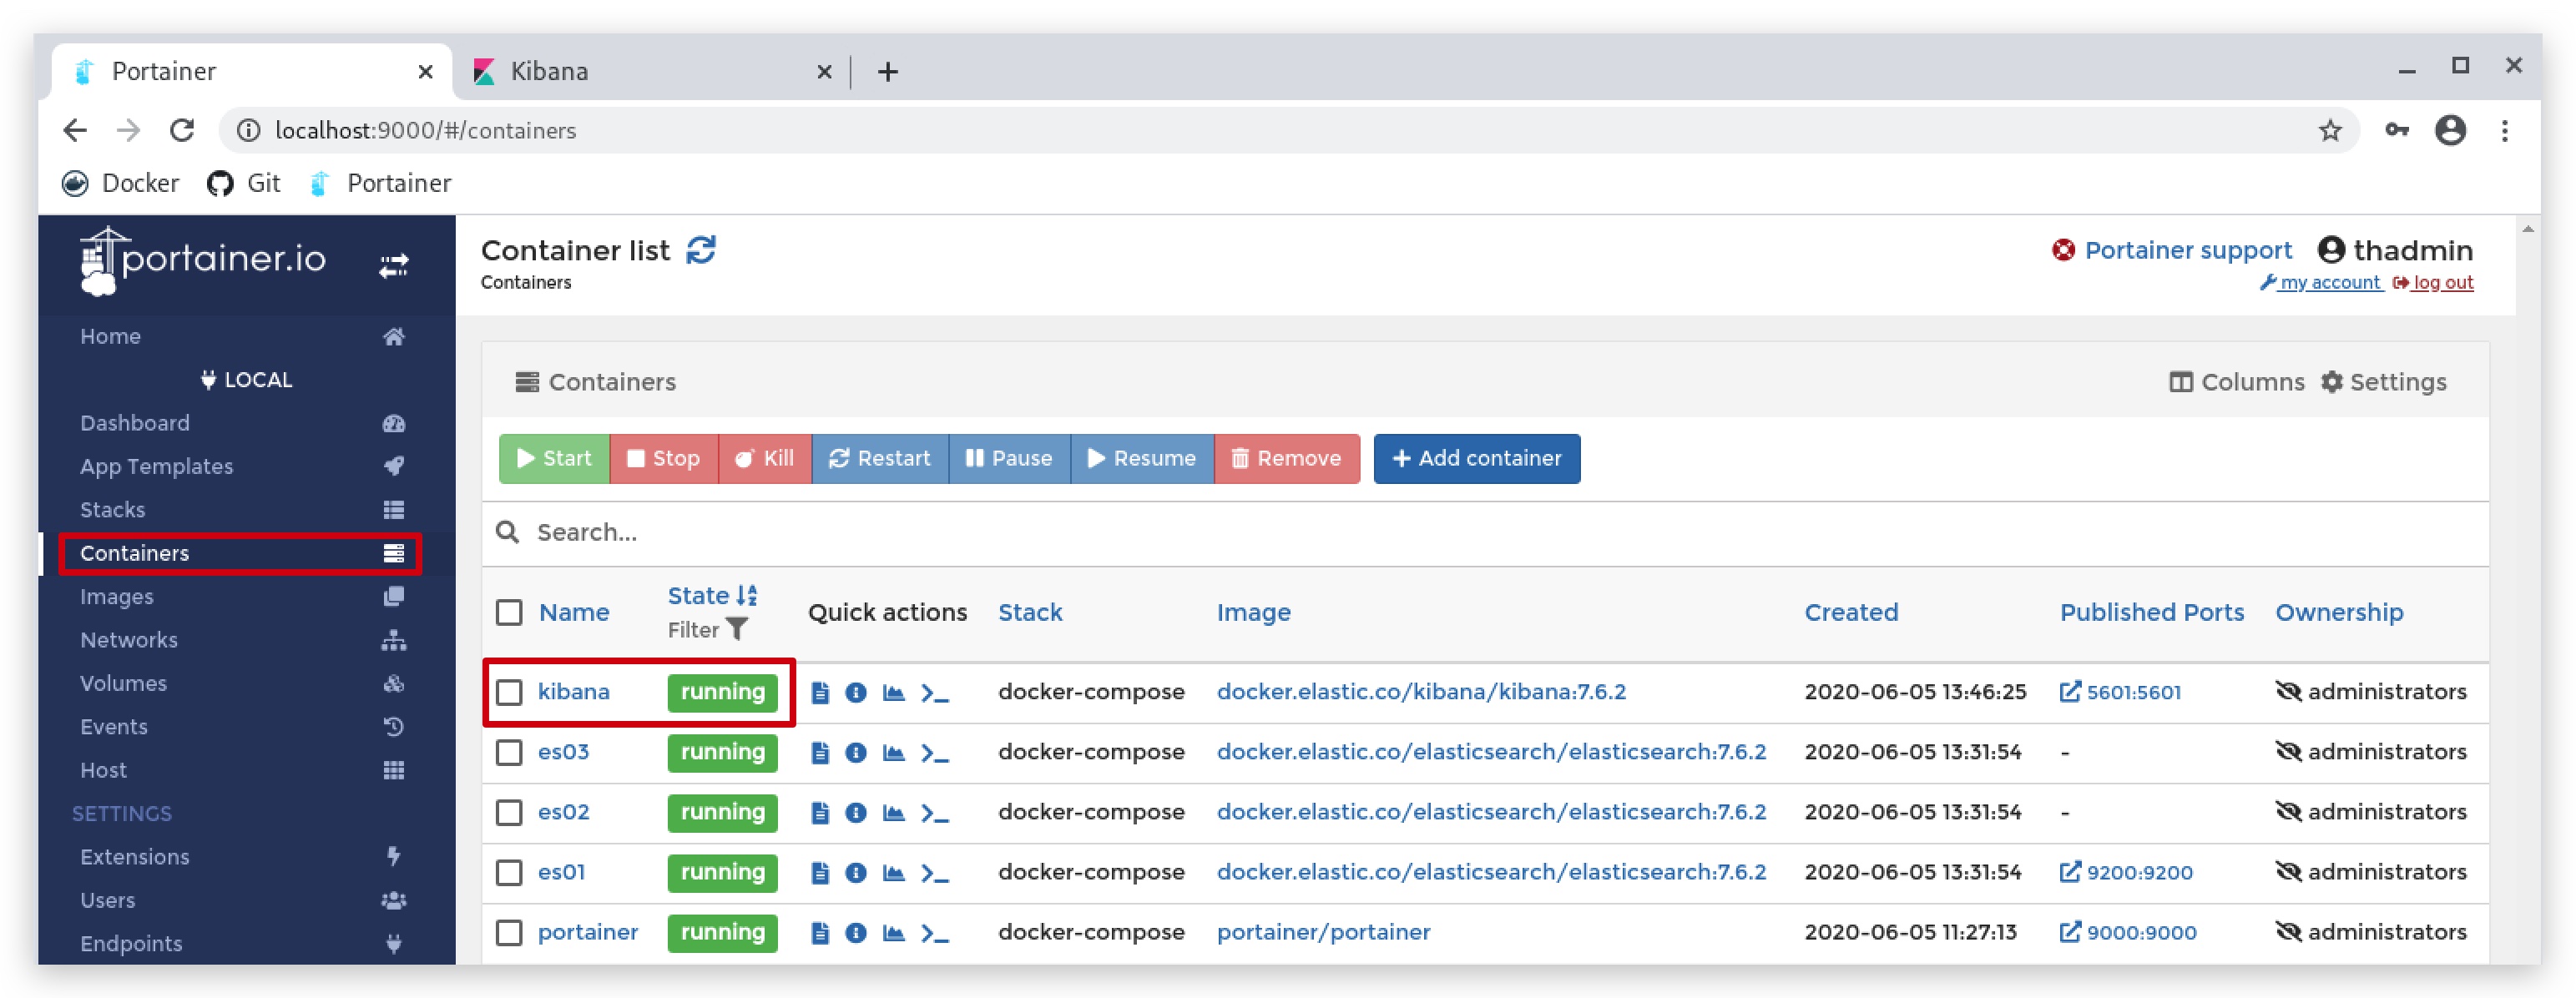 Portainer
Kibana
localhost:9000/#/containers
Docker Git Portainer
portainer.io
Container list
Containers
Portainer support thadmin
my account log out
Home
LOCAL
Dashboard
App Templates
Stacks
Containers
Images
Networks
Volumes
Events
Host
SETTINGS
Extensions
Users
Endpoints
Containers
Columns Settings
Start Stop Kill Restart Pause Resume Remove Add container
Search...
Name State Filter Quick actions Stack Image Created Published Ports Ownership
kibana running docker-compose docker.elastic.co/kibana/kibana:7.6.2 2020-06-05 13:46:25 5601:5601 administrators
es03 running docker-compose docker.elastic.co/elasticsearch/elasticsearch:7.6.2 2020-06-05 13:31:54 - administrators
es02 running docker-compose docker.elastic.co/elasticsearch/elasticsearch:7.6.2 2020-06-05 13:31:54 - administrators
es01 running docker-compose docker.elastic.co/elasticsearch/elasticsearch:7.6.2 2020-06-05 13:31:54 9200:9200 administrators
portainer running docker-compose portainer/portainer 2020-06-05 11:27:13 9000:9000 administrators